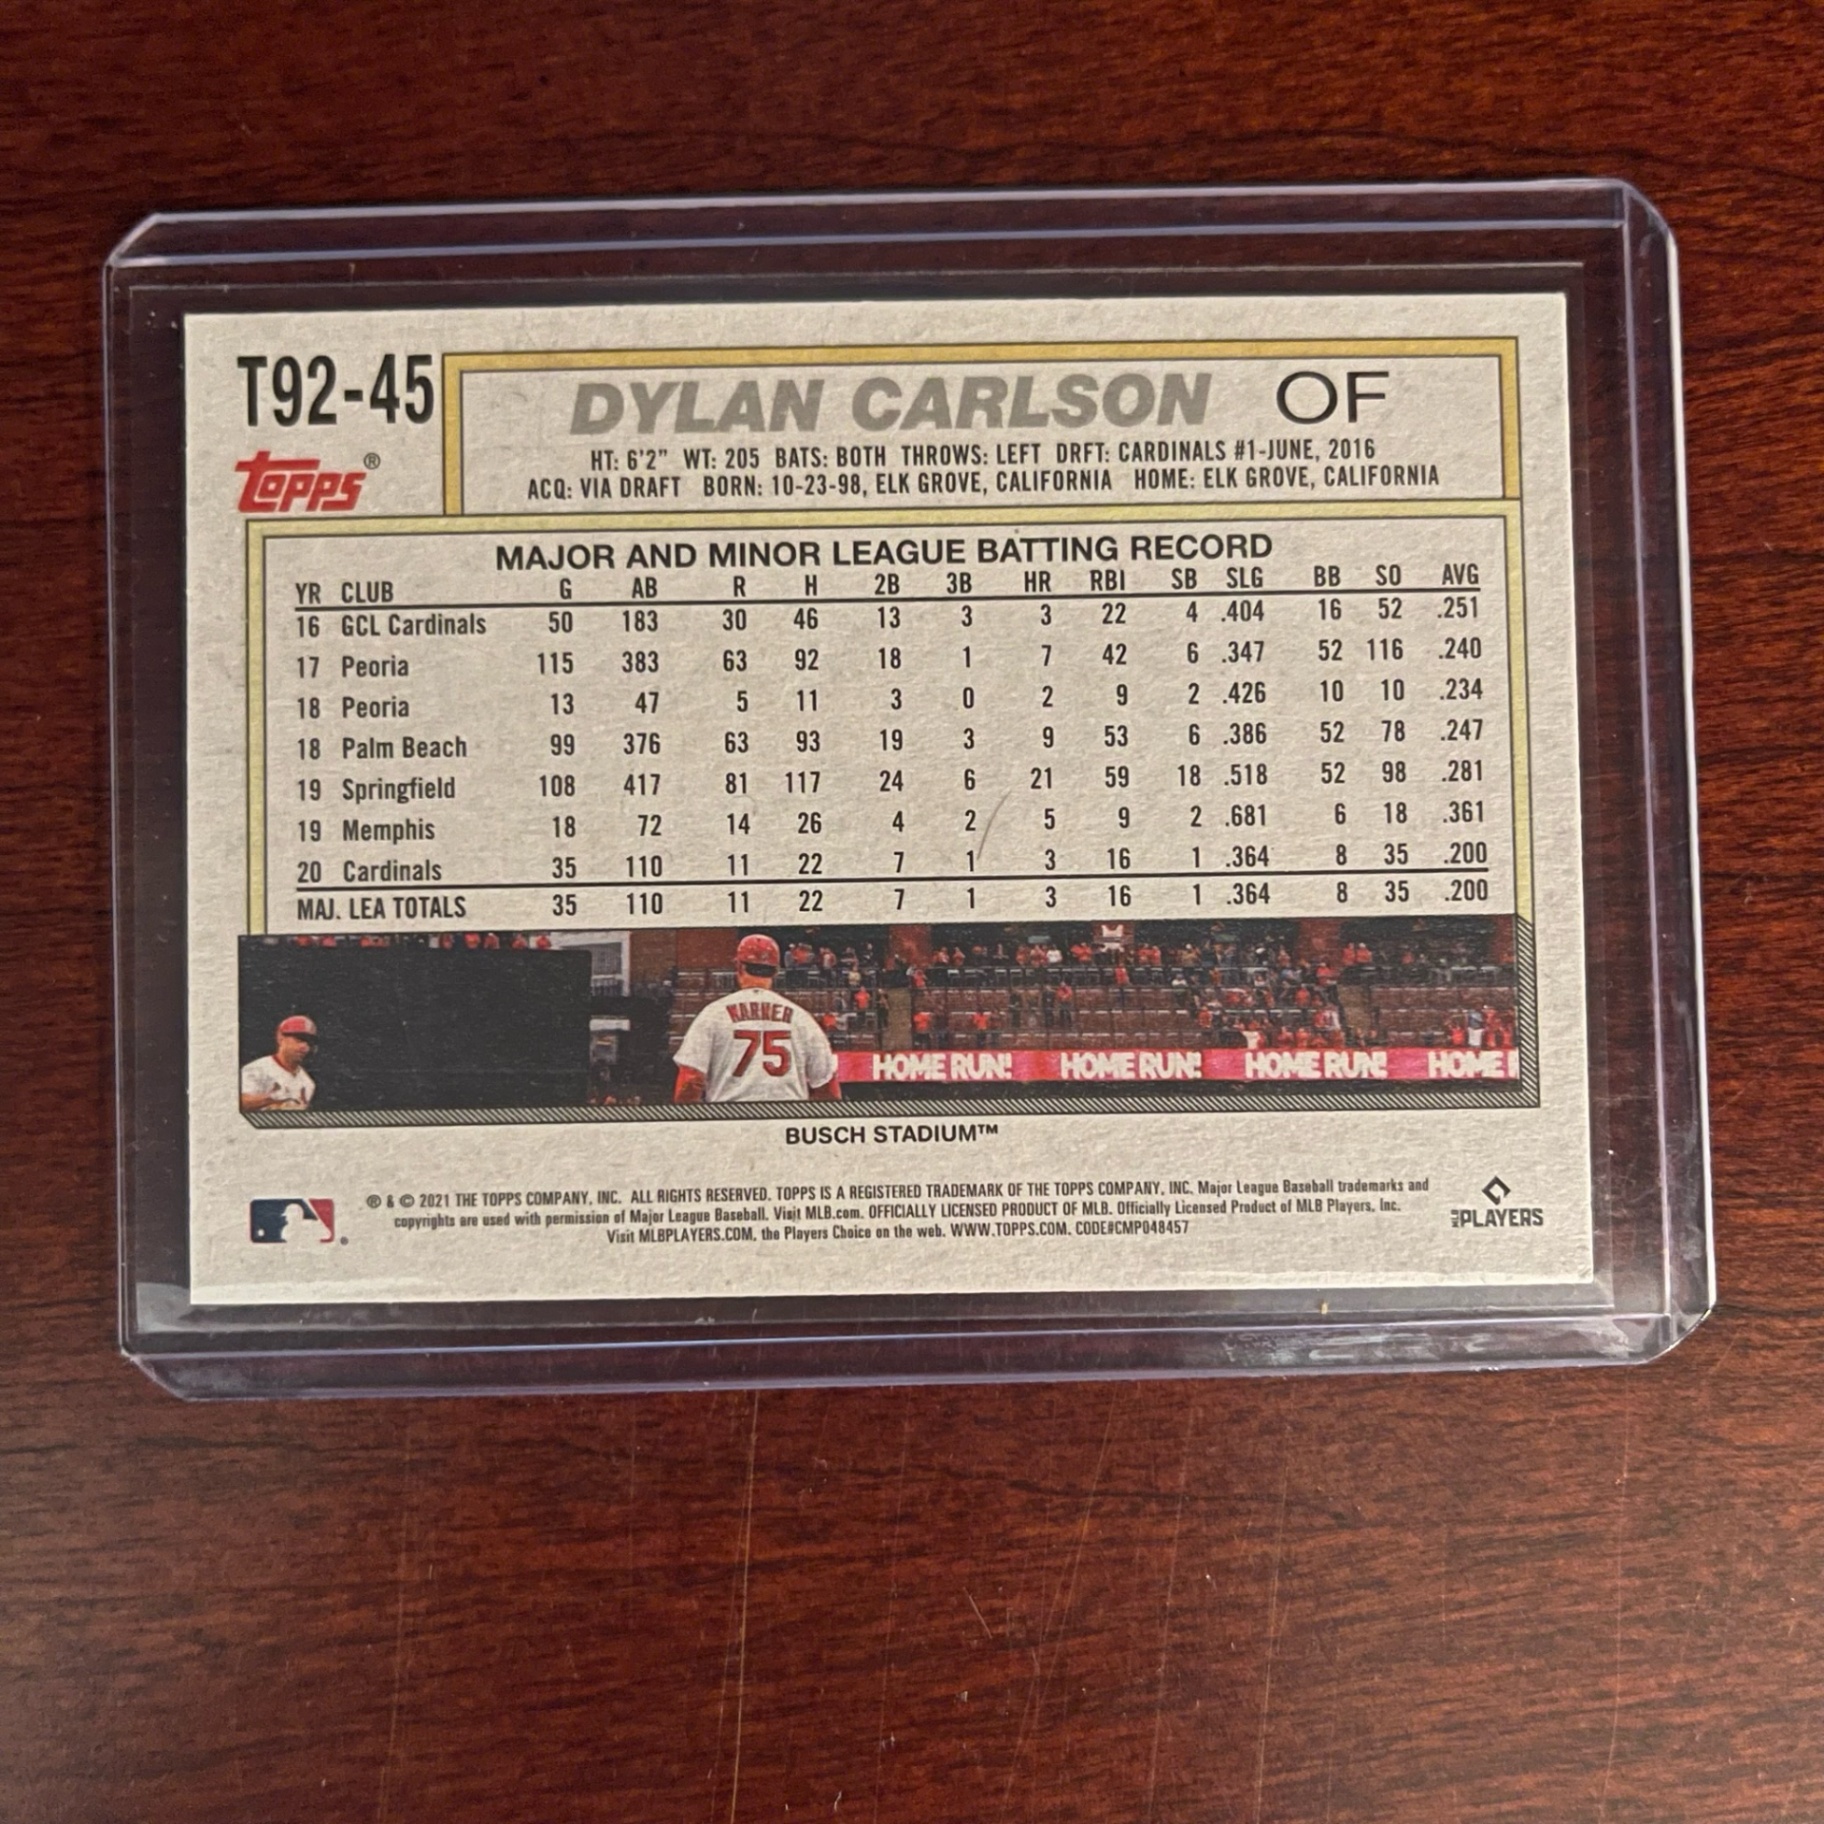 T92-45
topps®
DYLAN CARLSON OF
HT: 6'2" WT: 205 BATS: BOTH THROWS: LEFT DRFT: CARDINALS #1-JUNE, 2016
ACQ: VIA DRAFT BORN: 10-23-98, ELK GROVE, CALIFORNIA HOME: ELK GROVE, CALIFORNIA
MAJOR AND MINOR LEAGUE BATTING RECORD
YR CLUB G AB R H 2B 3B HR RBI SB SLG BB SO AVG
16 GCL Cardinals 50 183 30 46 13 3 3 22 4 .404 16 52 .251
17 Peoria 115 383 63 92 18 1 7 42 6 .347 52 116 .240
18 Peoria 13 47 5 11 3 0 2 9 2 .426 10 10 .234
18 Palm Beach 99 376 63 93 19 3 9 53 6 .386 52 78 .247
19 Springfield 108 417 81 117 24 6 21 59 18 .518 52 98 .281
19 Memphis 18 72 14 26 4 2 5 9 2 .681 6 18 .361
20 Cardinals 35 110 11 22 7 1 3 16 1 .364 8 35 .200
MAJ. LEA TOTALS 35 110 11 22 7 1 3 16 1 .364 8 35 .200
WARNER
75
HOME RUN! HOME RUN! HOME RUN! HOME R
BUSCH STADIUM™
® & © 2021 THE TOPPS COMPANY, INC. ALL RIGHTS RESERVED. TOPPS IS A REGISTERED TRADEMARK OF THE TOPPS COMPANY, INC. Major League Baseball trademarks and
copyrights are used with permission of Major League Baseball. Visit MLB.com. OFFICIALLY LICENSED PRODUCT OF MLB. Officially Licensed Product of MLB Players, Inc.
Visit MLBPLAYERS.COM, the Players Choice on the web. WWW.TOPPS.COM. CODE#CMP048457
MLB PLAYERS